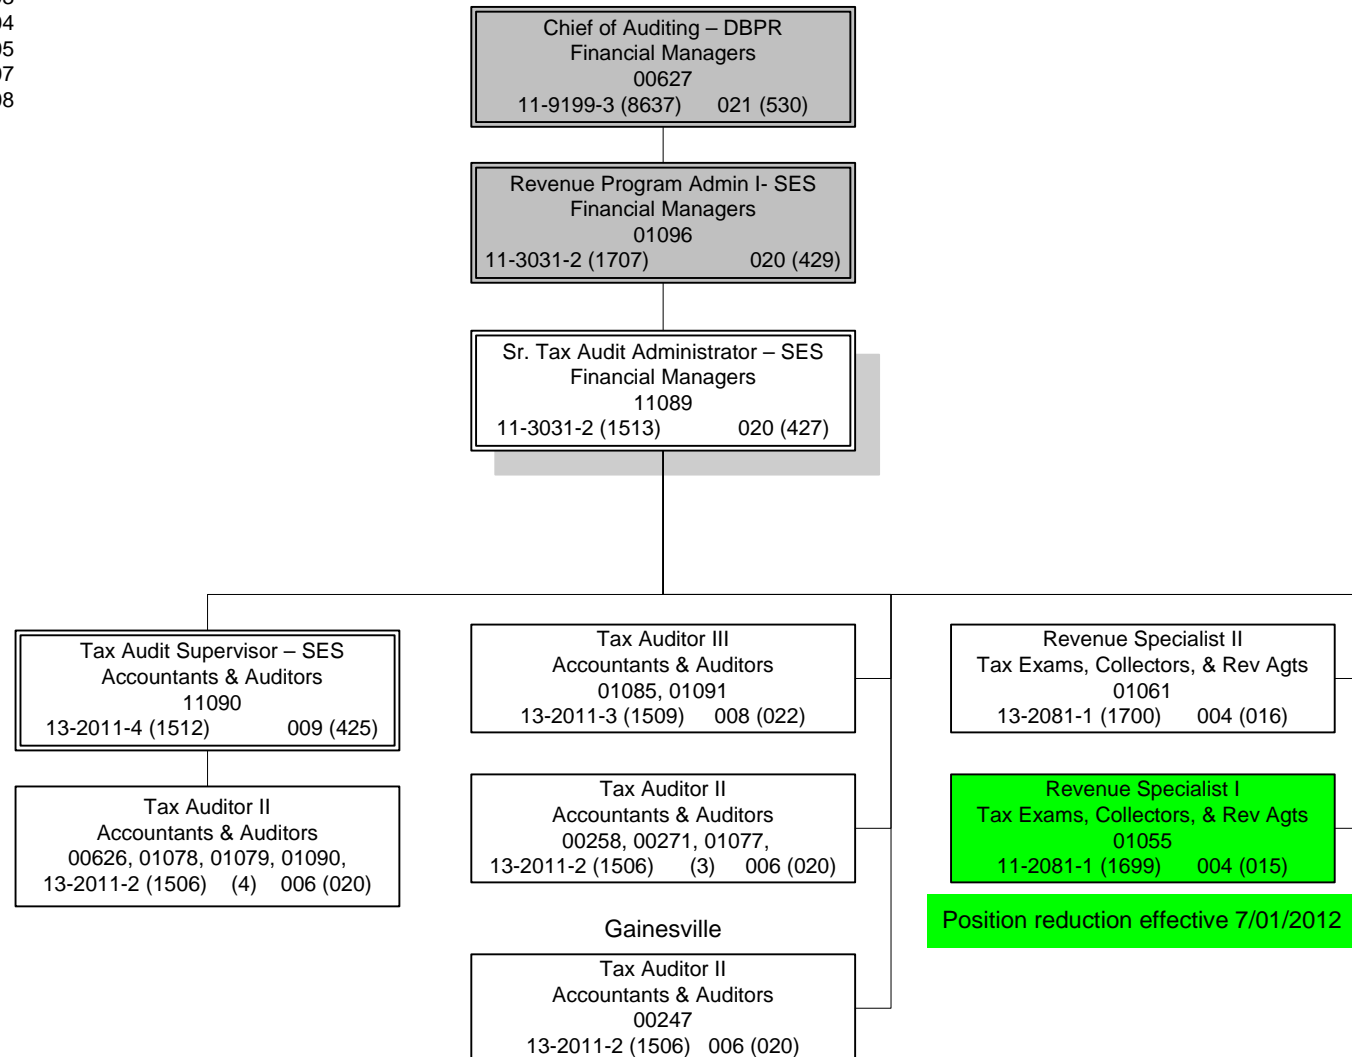 04
05
07
08
Chief of Auditing – DBPR
Financial Managers
00627
11-9199-3 (8637) 021 (530)
Revenue Program Admin I- SES
Financial Managers
01096
11-3031-2 (1707) 020 (429)
Sr. Tax Audit Administrator – SES
Financial Managers
11089
11-3031-2 (1513) 020 (427)
Tax Audit Supervisor – SES
Accountants & Auditors
11090
13-2011-4 (1512) 009 (425)
Tax Auditor II
Accountants & Auditors
00626, 01078, 01079, 01090,
13-2011-2 (1506) (4) 006 (020)
Tax Auditor III
Accountants & Auditors
01085, 01091
13-2011-3 (1509) 008 (022)
Tax Auditor II
Accountants & Auditors
00258, 00271, 01077,
13-2011-2 (1506) (3) 006 (020)
Gainesville
Tax Auditor II
Accountants & Auditors
00247
13-2011-2 (1506) 006 (020)
Revenue Specialist II
Tax Exams, Collectors, & Rev Agts
01061
13-2081-1 (1700) 004 (016)
Revenue Specialist I
Tax Exams, Collectors, & Rev Agts
01055
11-2081-1 (1699) 004 (015)
Position reduction effective 7/01/2012